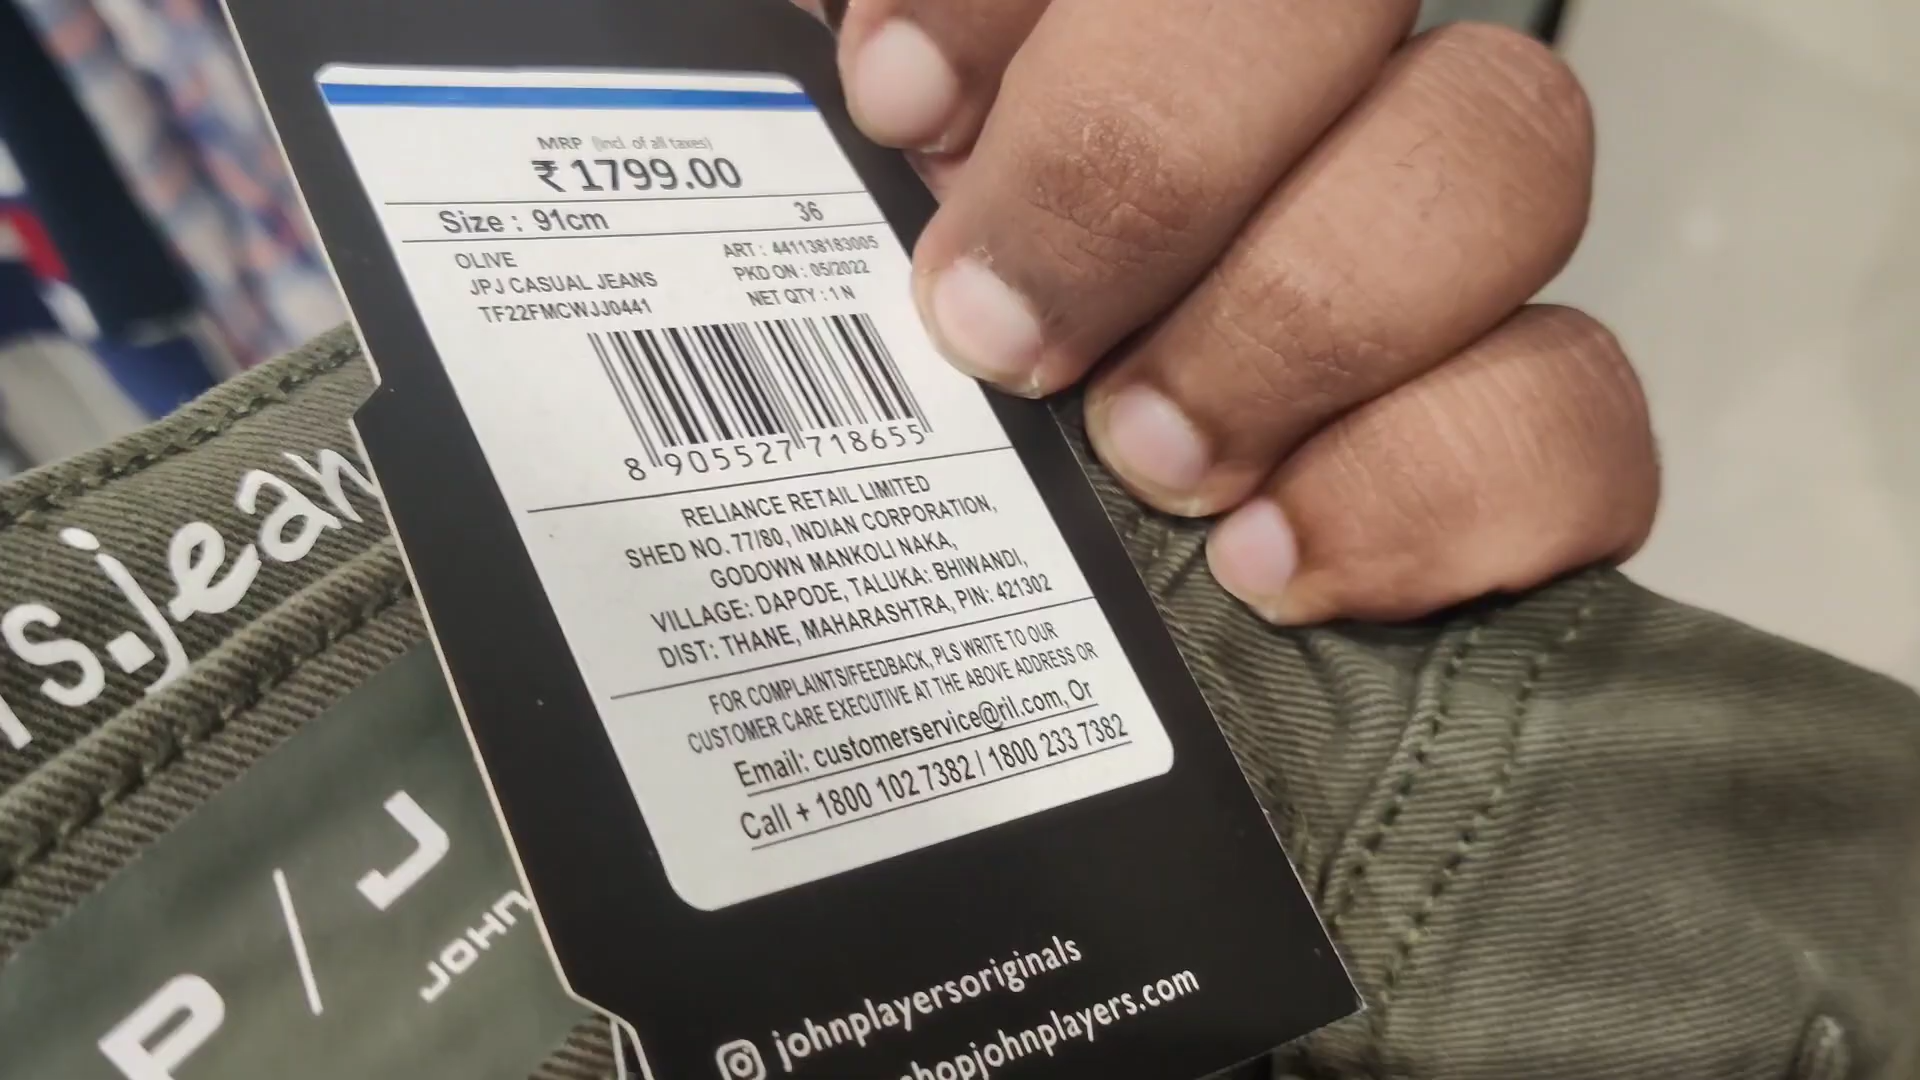 MRP (incl. of all taxes)
₹ 1799.00
Size : 91cm 36
OLIVE
JPJ CASUAL JEANS
TF22FMCWJJ0441
ART : 441138183005
PKD ON : 05/2022
NET QTY : 1 N
8 905527 718655
RELIANCE RETAIL LIMITED
SHED NO. 77/80, INDIAN CORPORATION,
GODOWN MANKOLI NAKA,
VILLAGE: DAPODE, TALUKA: BHIWANDI,
DIST: THANE, MAHARASHTRA, PIN: 421302
FOR COMPLAINTS/FEEDBACK, PLS WRITE TO OUR
CUSTOMER CARE EXECUTIVE AT THE ABOVE ADDRESS OR
Email: customerservice@ril.com, Or
Call + 1800 102 7382 / 1800 233 7382
johnplayersoriginals
hopjohnplayers.com
s.jean
P / J
JOHN